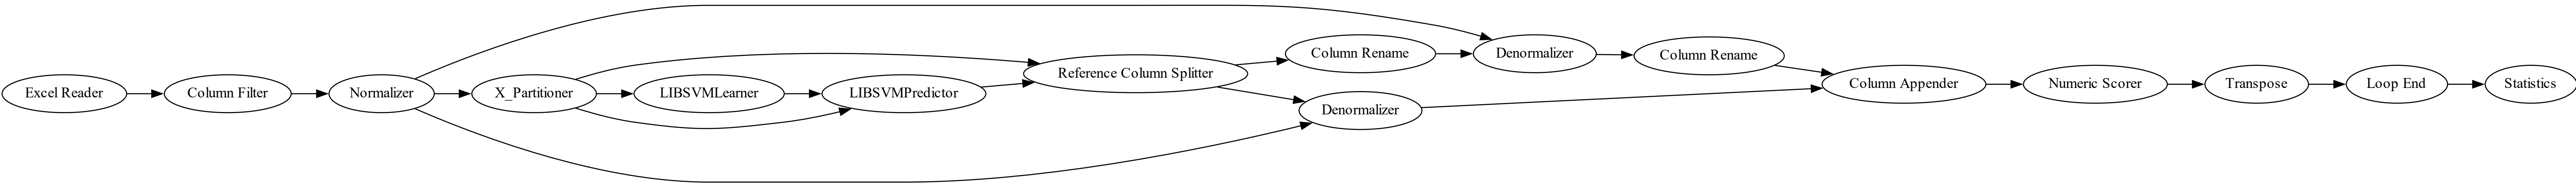 Excel Reader
Column Filter
Normalizer
X_Partitioner
LIBSVMLearner
LIBSVMPredictor
Reference Column Splitter
Column Rename
Denormalizer
Denormalizer
Column Rename
Column Appender
Numeric Scorer
Transpose
Loop End
Statistics